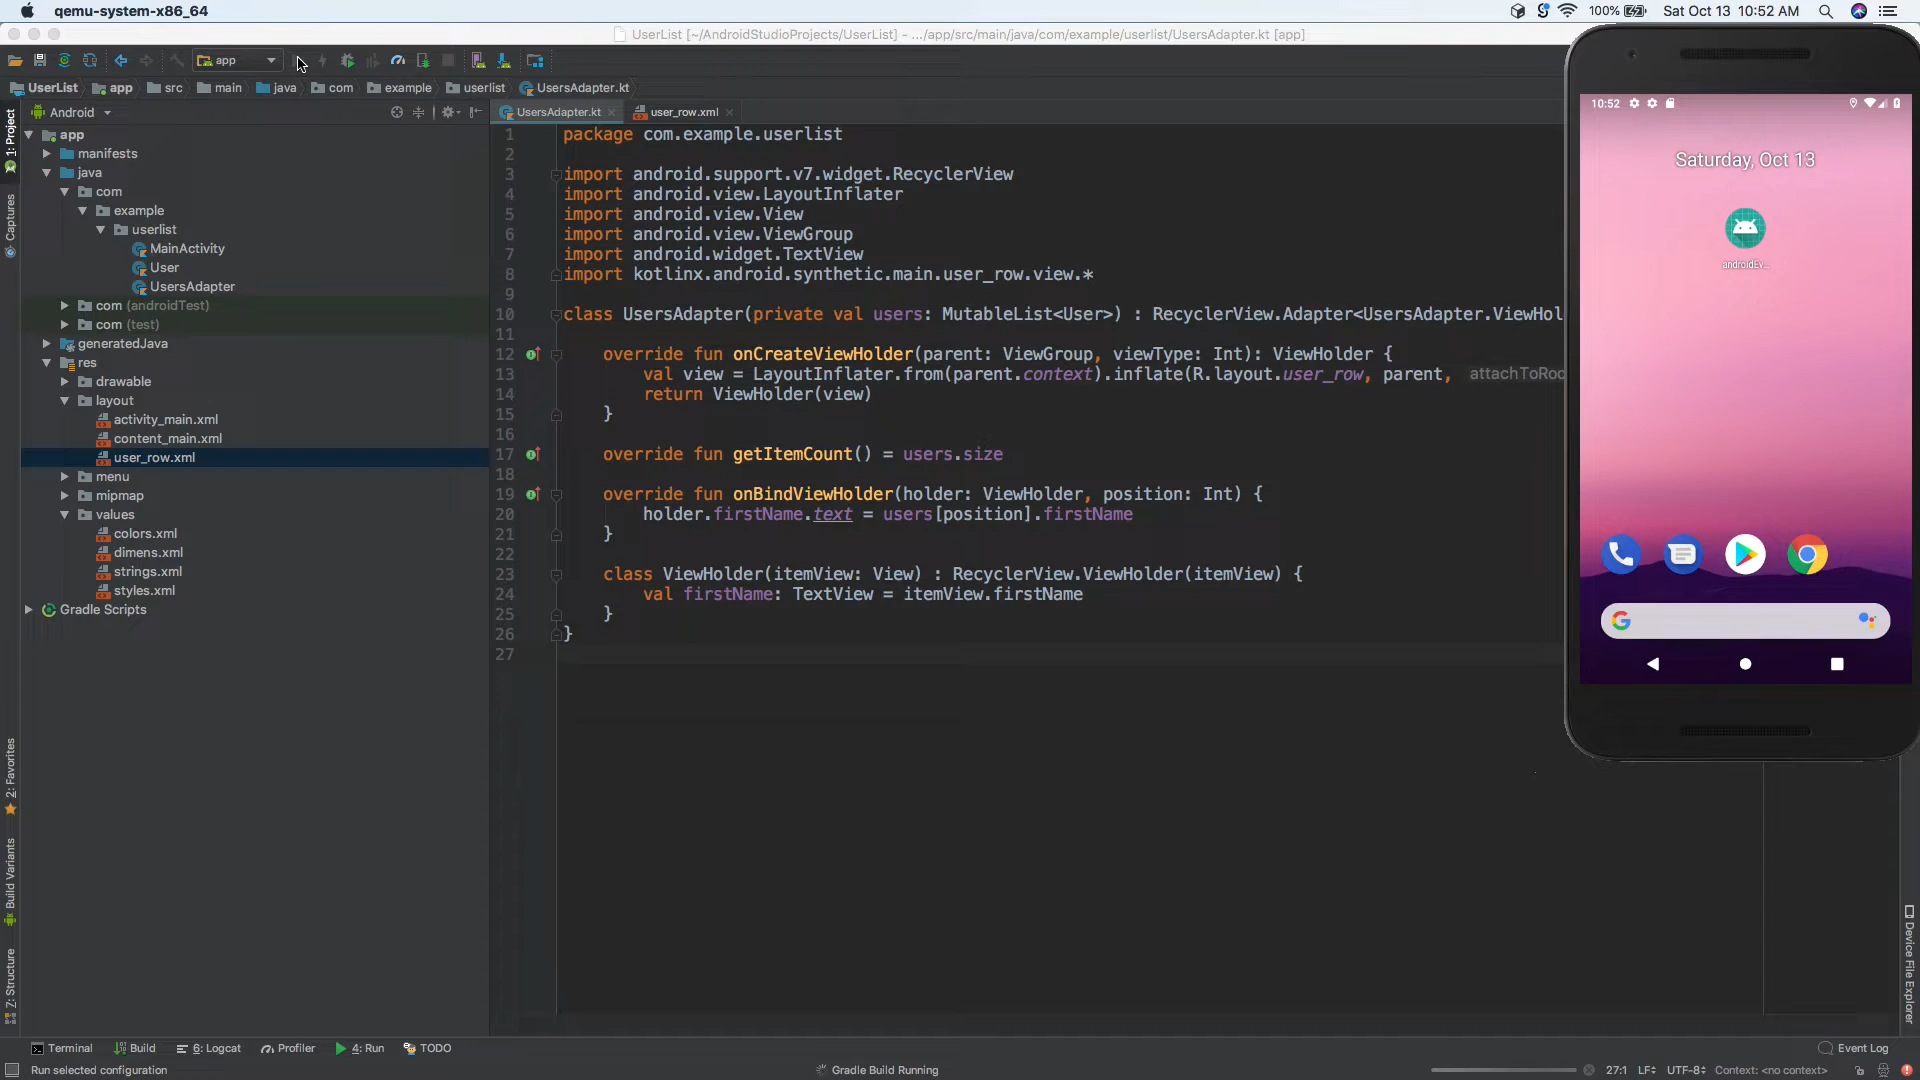 qemu-system-x86_64
100%
Sat Oct 13 10:52 AM
UserList [~/AndroidStudioProjects/UserList] - .../app/src/main/java/com/example/userlist/UsersAdapter.kt [app]
app
UserList
app
src
main
java
com
example
userlist
UsersAdapter.kt
Android
UsersAdapter.kt
user_row.xml
1: Project
Captures
2: Favorites
Build Variants
7: Structure
app
manifests
java
com
example
userlist
MainActivity
User
UsersAdapter
com (androidTest)
com (test)
generatedJava
res
drawable
layout
activity_main.xml
content_main.xml
user_row.xml
menu
mipmap
values
colors.xml
dimens.xml
strings.xml
styles.xml
Gradle Scripts
1 package com.example.userlist
2
3 import android.support.v7.widget.RecyclerView
4 import android.view.LayoutInflater
5 import android.view.View
6 import android.view.ViewGroup
7 import android.widget.TextView
8 import kotlinx.android.synthetic.main.user_row.view.*
9
10 class UsersAdapter(private val users: MutableList<User>) : RecyclerView.Adapter<UsersAdapter.ViewHol
11
12 override fun onCreateViewHolder(parent: ViewGroup, viewType: Int): ViewHolder {
13 val view = LayoutInflater.from(parent.context).inflate(R.layout.user_row, parent, attachToRoo
14 return ViewHolder(view)
15 }
16
17 override fun getItemCount() = users.size
18
19 override fun onBindViewHolder(holder: ViewHolder, position: Int) {
20 holder.firstName.text = users[position].firstName
21 }
22
23 class ViewHolder(itemView: View) : RecyclerView.ViewHolder(itemView) {
24 val firstName: TextView = itemView.firstName
25 }
26 }
27
10:52
Saturday, Oct 13
androidEv...
Device File Explorer
Terminal
Build
6: Logcat
Profiler
4: Run
TODO
Event Log
Run selected configuration
Gradle Build Running
27:1
LF
UTF-8
Context: <no context>